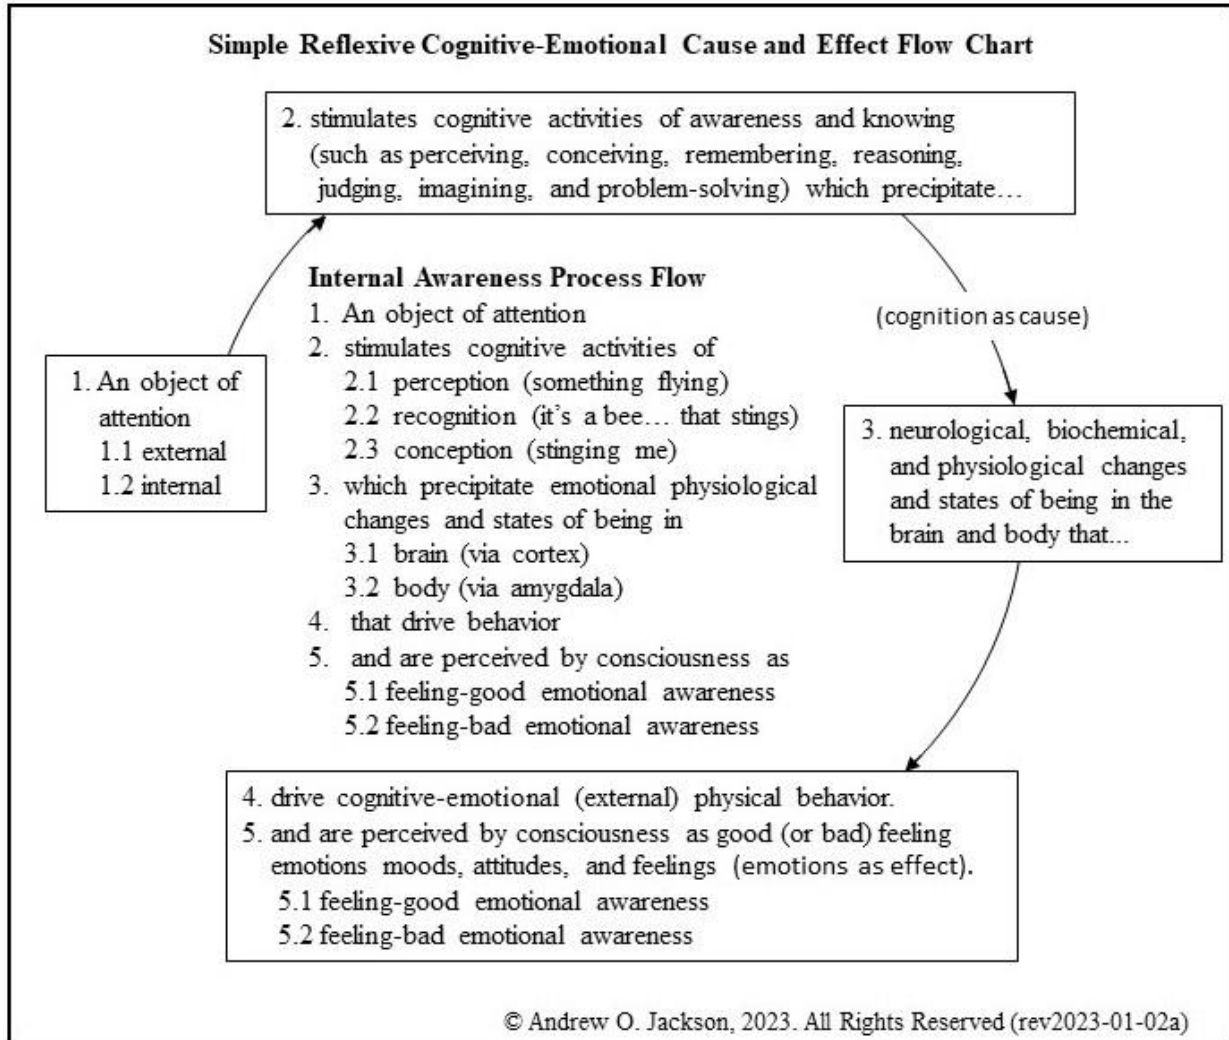 Simple Reflexive Cognitive-Emotional Cause and Effect Flow Chart
2. stimulates cognitive activities of awareness and knowing
(such as perceiving, conceiving, remembering, reasoning,
judging, imagining, and problem-solving) which precipitate…
Internal Awareness Process Flow
1. An object of attention
2. stimulates cognitive activities of
2.1 perception (something flying)
2.2 recognition (it’s a bee… that stings)
2.3 conception (stinging me)
3. which precipitate emotional physiological
changes and states of being in
3.1 brain (via cortex)
3.2 body (via amygdala)
4. that drive behavior
5. and are perceived by consciousness as
5.1 feeling-good emotional awareness
5.2 feeling-bad emotional awareness
(cognition as cause)
1. An object of
attention
1.1 external
1.2 internal
3. neurological, biochemical,
and physiological changes
and states of being in the
brain and body that...
4. drive cognitive-emotional (external) physical behavior.
5. and are perceived by consciousness as good (or bad) feeling
emotions moods, attitudes, and feelings (emotions as effect).
5.1 feeling-good emotional awareness
5.2 feeling-bad emotional awareness
© Andrew O. Jackson, 2023. All Rights Reserved (rev2023-01-02a)